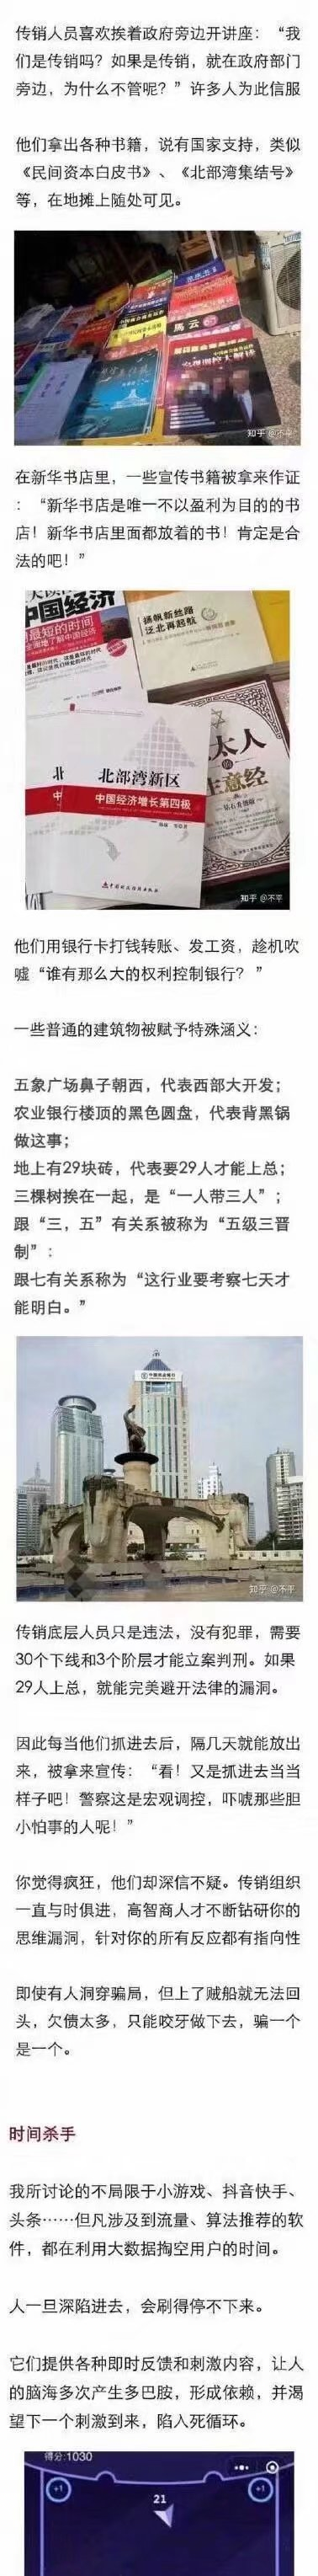 传销人员喜欢挨着政府旁边开讲座：“我
们是传销吗？如果是传销，就在政府部门
旁边，为什么不管呢？”许多人为此信服
他们拿出各种书籍，说有国家支持，类似
《民间资本白皮书》、《北部湾集结号》
等，在地摊上随处可见。
马云
知乎 @不平
在新华书店里，一些宣传书籍被拿来作证
：“新华书店是唯一不以盈利为目的的书
店！新华书店里面都放着的书！肯定是合
法的吧！”
中国经济
最短的时间
扬帆新丝路
泛北再起航
北部湾新区
中国经济增长第四极
太人
的
生意经
知乎 @不平
他们用银行卡打钱转账、发工资，趁机吹
嘘“谁有那么大的权利控制银行？”
一些普通的建筑物被赋予特殊涵义：
五象广场鼻子朝西，代表西部大开发；
农业银行楼顶的黑色圆盘，代表背黑锅
做这事；
地上有29块砖，代表要29人才能上总；
三棵树挨在一起，是“一人带三人”；
跟“三，五”有关系被称为“五级三晋
制”：
跟七有关系称为“这行业要考察七天才
能明白。”
知乎 @不平
传销底层人员只是违法，没有犯罪，需要
30个下线和3个阶层才能立案判刑。如果
29人上总，就能完美避开法律的漏洞。
因此每当他们抓进去后，隔几天就能放出
来，被拿来宣传：“看！又是抓进去当当
样子吧！警察这是宏观调控，吓唬那些胆
小怕事的人呢！”
你觉得疯狂，他们却深信不疑。传销组织
一直与时俱进，高智商人才不断钻研你的
思维漏洞，针对你的所有反应都有指向性
即使有人洞穿骗局，但上了贼船就无法回
头，欠债太多，只能咬牙做下去，骗一个
是一个。
时间杀手
我所讨论的不局限于小游戏、抖音快手、
头条……但凡涉及到流量、算法推荐的软
件，都在利用大数据掏空用户的时间。
人一旦深陷进去，会刷得停不下来。
它们提供各种即时反馈和刺激内容，让人
的脑海多次产生多巴胺，形成依赖，并渴
望下一个刺激到来，陷入死循环。
得分:1030
+1
21
+1